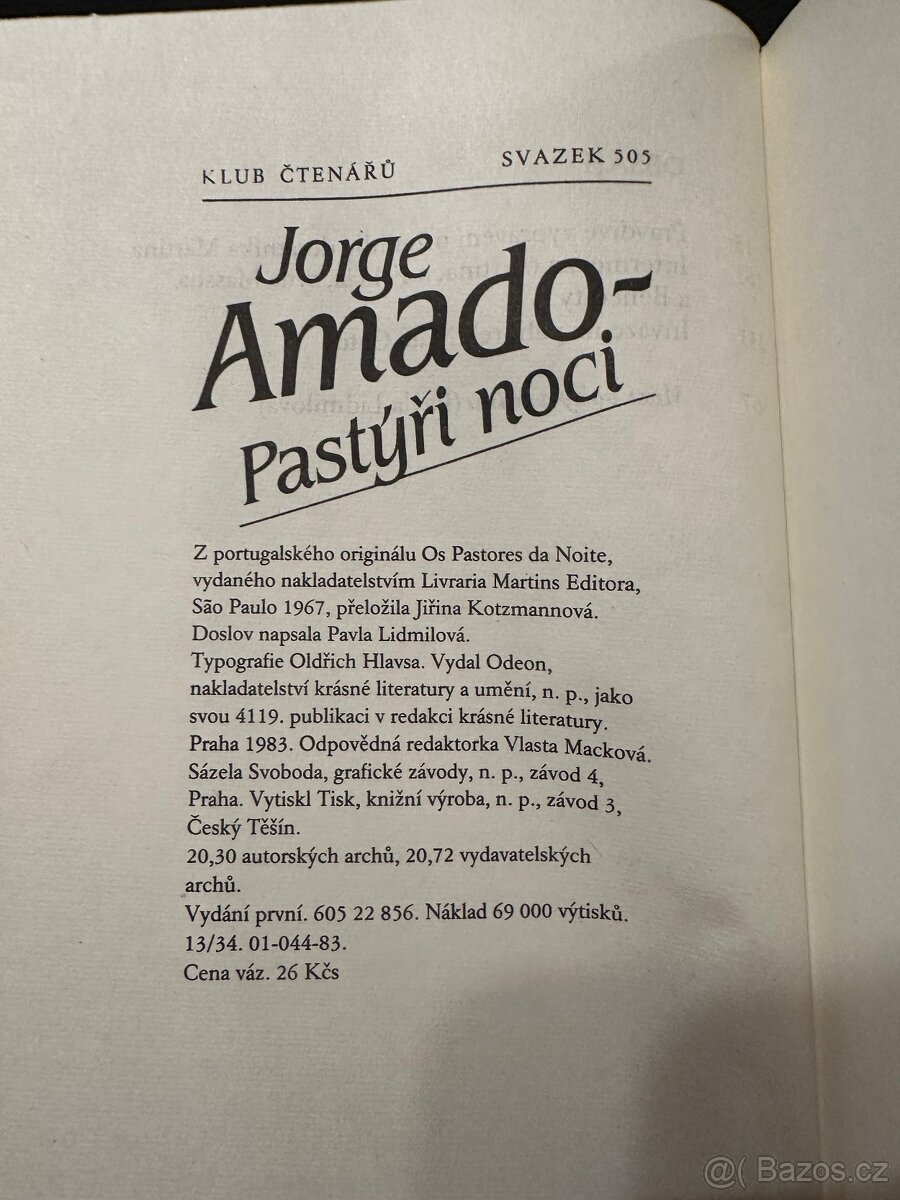 KLUB ČTENÁŘŮ SVAZEK 505
Jorge
Amado-
Pastýři noci
Z portugalského originálu Os Pastores da Noite,
vydaného nakladatelstvím Livraria Martins Editora,
São Paulo 1967, přeložila Jiřina Kotzmannová.
Doslov napsala Pavla Lidmilová.
Typografie Oldřich Hlavsa. Vydal Odeon,
nakladatelství krásné literatury a umění, n. p., jako
svou 4119. publikaci v redakci krásné literatury.
Praha 1983. Odpovědná redaktorka Vlasta Macková.
Sázela Svoboda, grafické závody, n. p., závod 4,
Praha. Vytiskl Tisk, knižní výroba, n. p., závod 3,
Český Těšín.
20,30 autorských archů, 20,72 vydavatelských
archů.
Vydání první. 605 22 856. Náklad 69 000 výtisků.
13/34. 01-044-83.
Cena váz. 26 Kčs
@( Bazos.cz